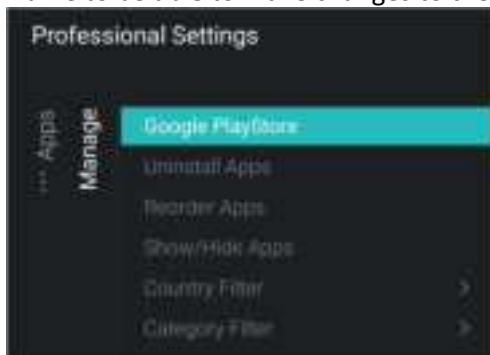 Professional Settings
... Apps
Manage
Google PlayStore
Uninstall Apps
Reorder Apps
Show/Hide Apps
Country Filter
Category Filter